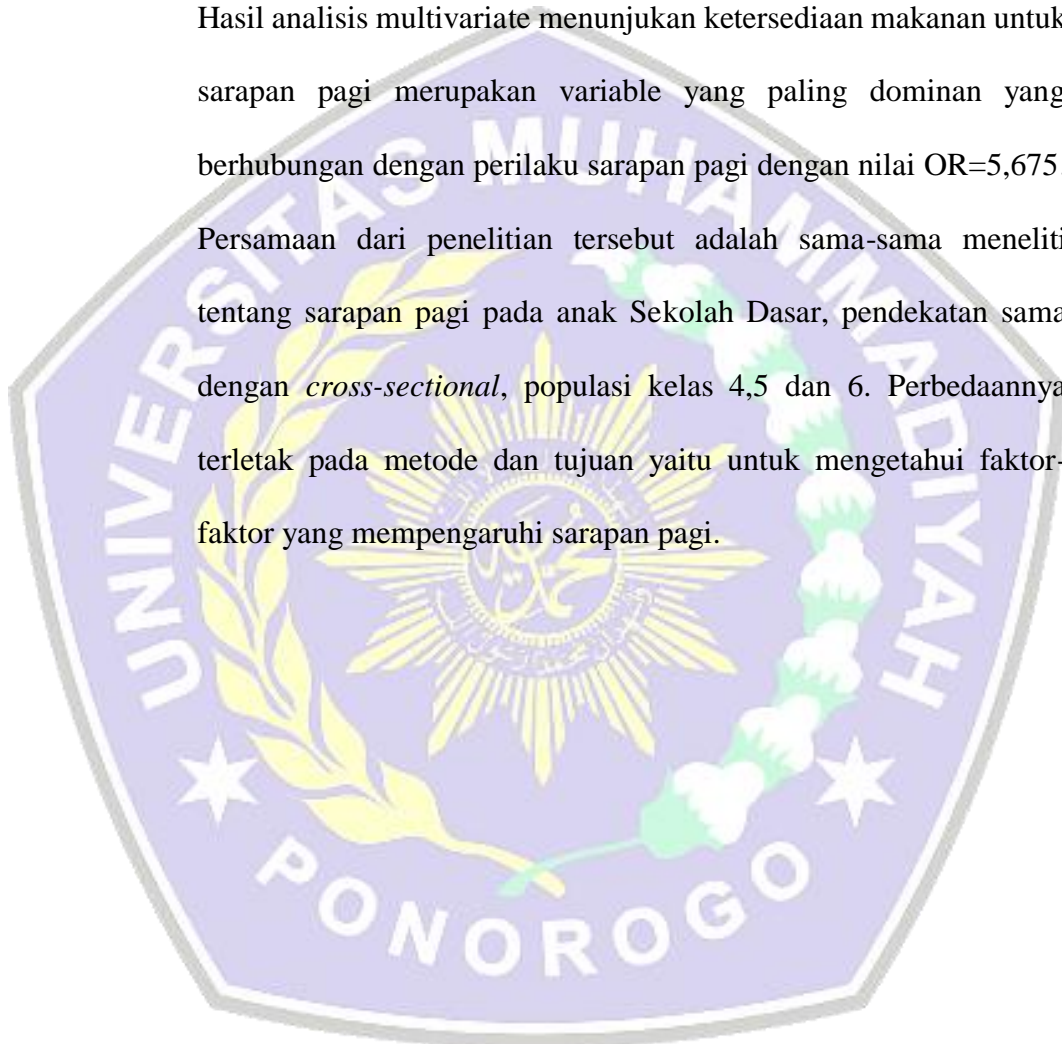 Hasil analisis multivariate menunjukan ketersediaan makanan untuk
sarapan pagi merupakan variable yang paling dominan yang
berhubungan dengan perilaku sarapan pagi dengan nilai OR=5,675.
Persamaan dari penelitian tersebut adalah sama-sama meneliti
tentang sarapan pagi pada anak Sekolah Dasar, pendekatan sama
dengan cross-sectional, populasi kelas 4,5 dan 6. Perbedaannya
terletak pada metode dan tujuan yaitu untuk mengetahui faktor-
faktor yang mempengaruhi sarapan pagi.
UNIVERSITAS MUHAMMADIYAH
PONOROGO